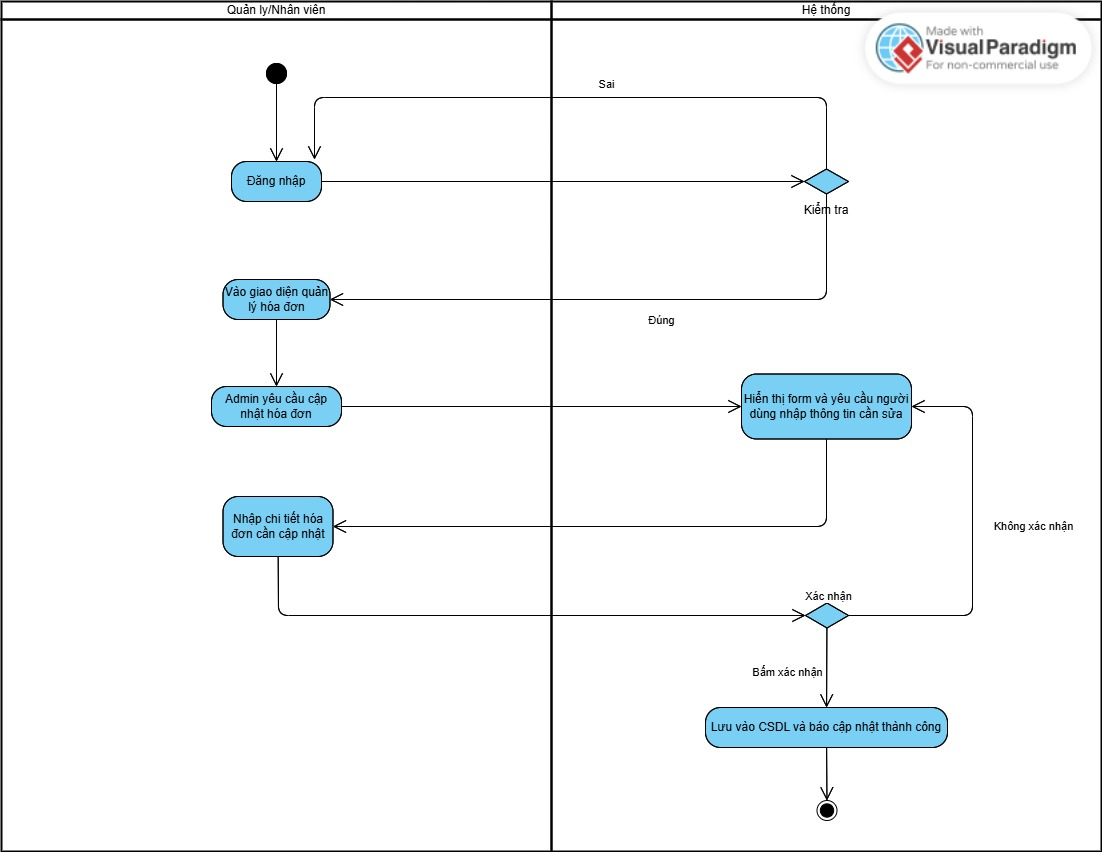 Quản ly/Nhân viên
Hệ thống
Made with
Visual Paradigm
For non-commercial use
Sai
Đăng nhập
Kiểm tra
Vào giao diện quản
lý hóa đơn
Đúng
Admin yêu cầu cập
nhật hóa đơn
Hiển thị form và yêu cầu người
dùng nhập thông tin cần sửa
Nhập chi tiết hóa
đơn cần cập nhật
Không xác nhận
Xác nhận
Bấm xác nhận
Lưu vào CSDL và báo cập nhật thành công